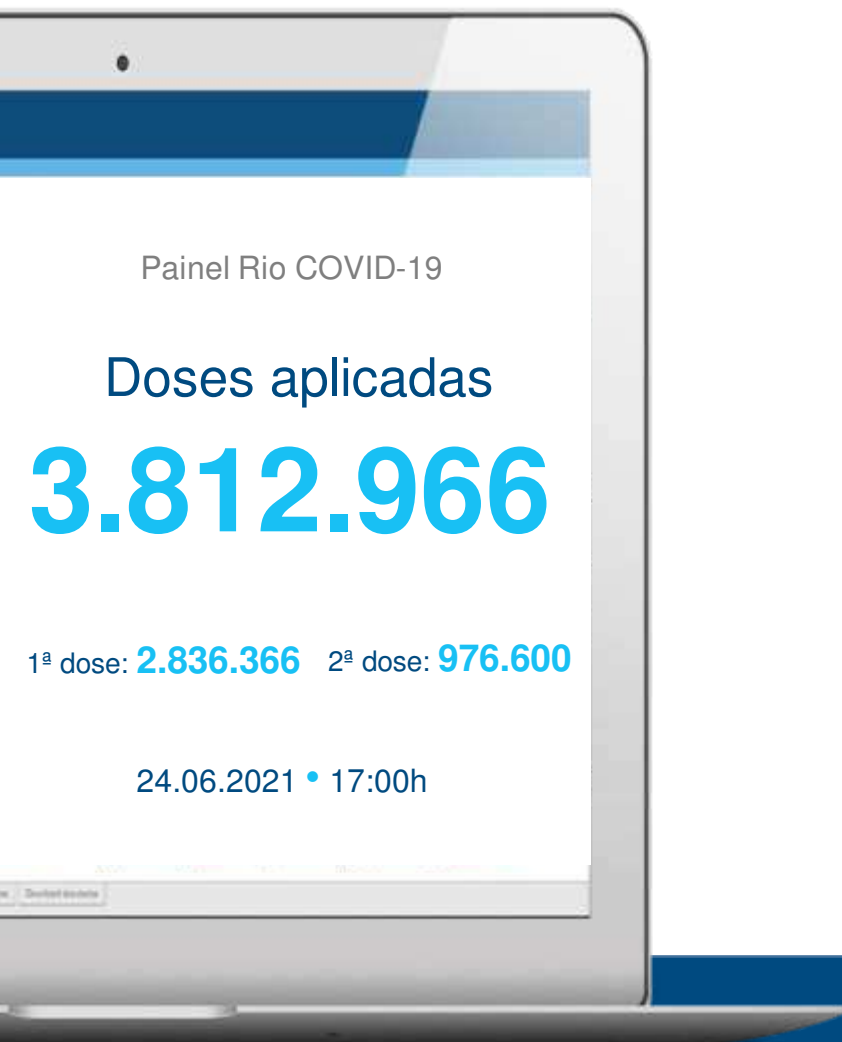 Painel Rio COVID-19
Doses aplicadas
3.812.966
1ª dose: 2.836.366 2ª dose: 976.600
24.06.2021 • 17:00h